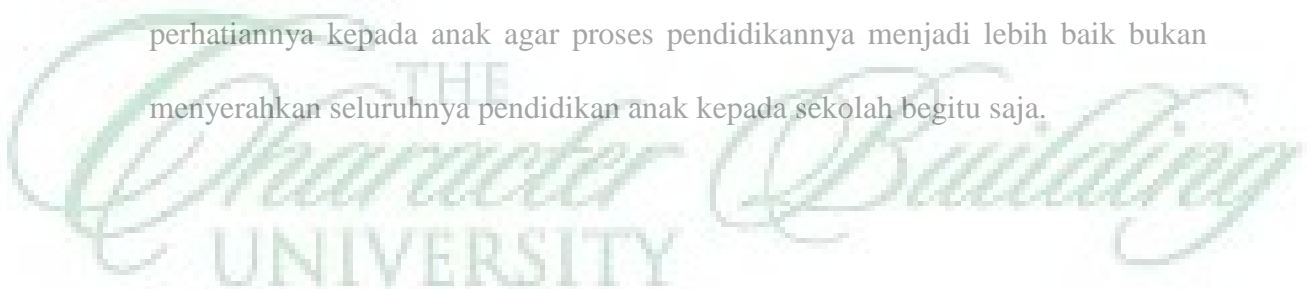 perhatiannya kepada anak agar proses pendidikannya menjadi lebih baik bukan
THE
menyerahkan seluruhnya pendidikan anak kepada sekolah begitu saja.
Character Building
UNIVERSITY